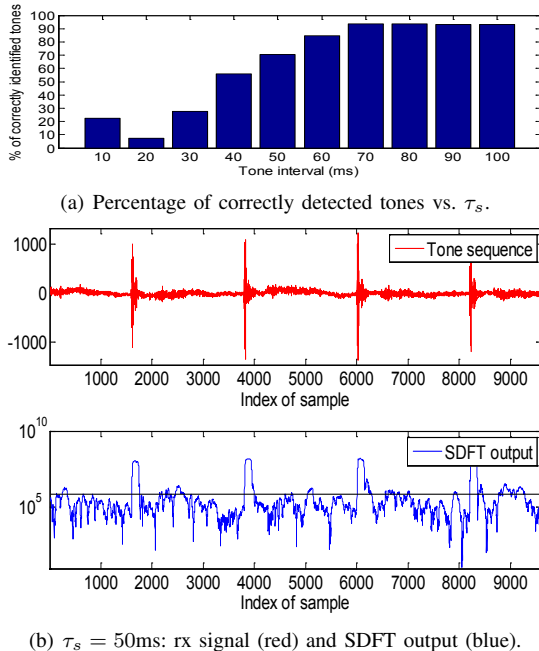 % of correctly identified tones
100
90
80
70
60
50
40
30
20
10
0
10 20 30 40 50 60 70 80 90 100
Tone interval (ms)
(a) Percentage of correctly detected tones vs. τs.
1000
0
-1000
Tone sequence
1000 2000 3000 4000 5000 6000 7000 8000 9000
Index of sample
10^10
10^5
SDFT output
1000 2000 3000 4000 5000 6000 7000 8000 9000
Index of sample
(b) τs = 50ms: rx signal (red) and SDFT output (blue).